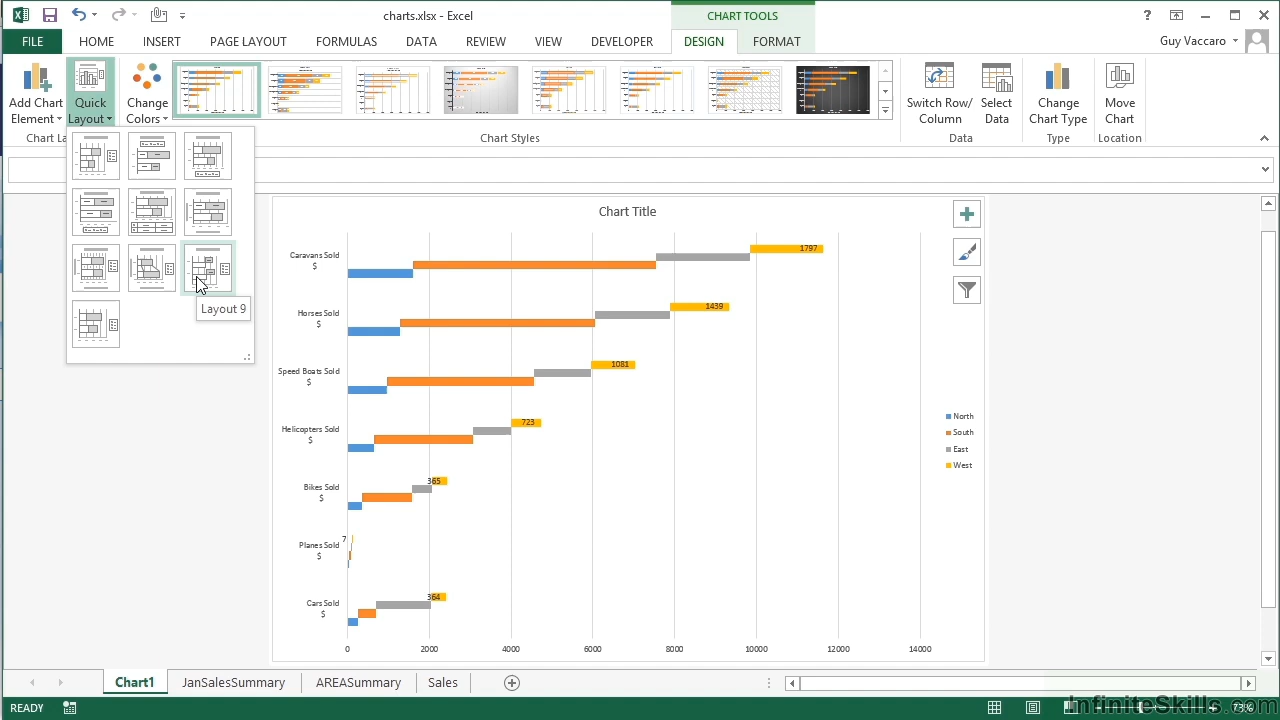 charts.xlsx - Excel
CHART TOOLS
?
FILE
HOME
INSERT
PAGE LAYOUT
FORMULAS
DATA
REVIEW
VIEW
DEVELOPER
DESIGN
FORMAT
Guy Vaccaro
Add Chart
Element
Quick
Layout
Change
Colors
Switch Row/
Column
Select
Data
Change
Chart Type
Move
Chart
Chart La
Chart Styles
Data
Type
Location
Layout 9
Chart Title
Caravans Sold
$
1797
Horses Sold
$
1439
Speed Boats Sold
$
1081
Helicopters Sold
$
723
Bikes Sold
$
365
Planes Sold
$
7
Cars Sold
$
364
0
2000
4000
6000
8000
10000
12000
14000
North
South
East
West
Chart1
JanSalesSummary
AREASummary
Sales
READY
InfiniteSkills.com
73%